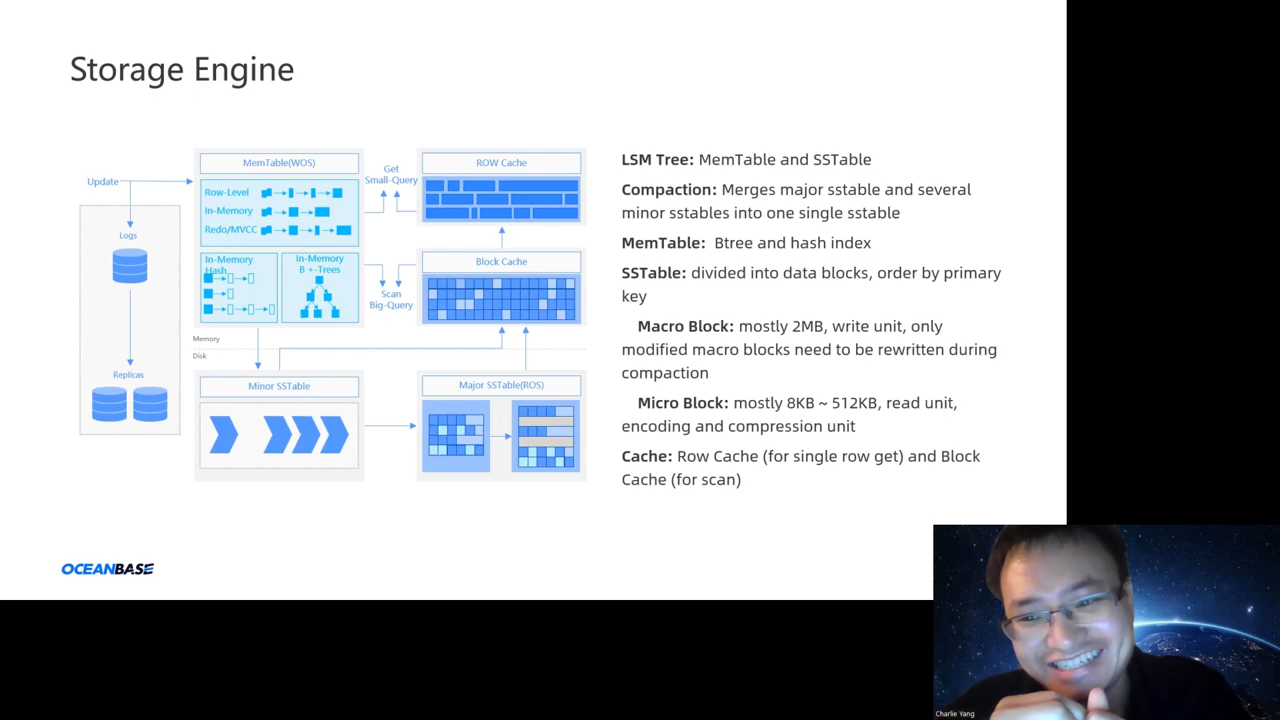 Storage Engine
Update
Logs
Replicas
MemTable(WOS)
Row-Level
In-Memory
Redo/MVCC
In-Memory
Hash
In-Memory
B +-Trees
Get
Small-Query
Scan
Big-Query
ROW Cache
Block Cache
Memory
Disk
Minor SSTable
Major SSTable(ROS)
LSM Tree: MemTable and SSTable
Compaction: Merges major sstable and several
minor sstables into one single sstable
MemTable: Btree and hash index
SSTable: divided into data blocks, order by primary
key
Macro Block: mostly 2MB, write unit, only
modified macro blocks need to be rewritten during
compaction
Micro Block: mostly 8KB ~ 512KB, read unit,
encoding and compression unit
Cache: Row Cache (for single row get) and Block
Cache (for scan)
OCEANBASE
Charlie Yang